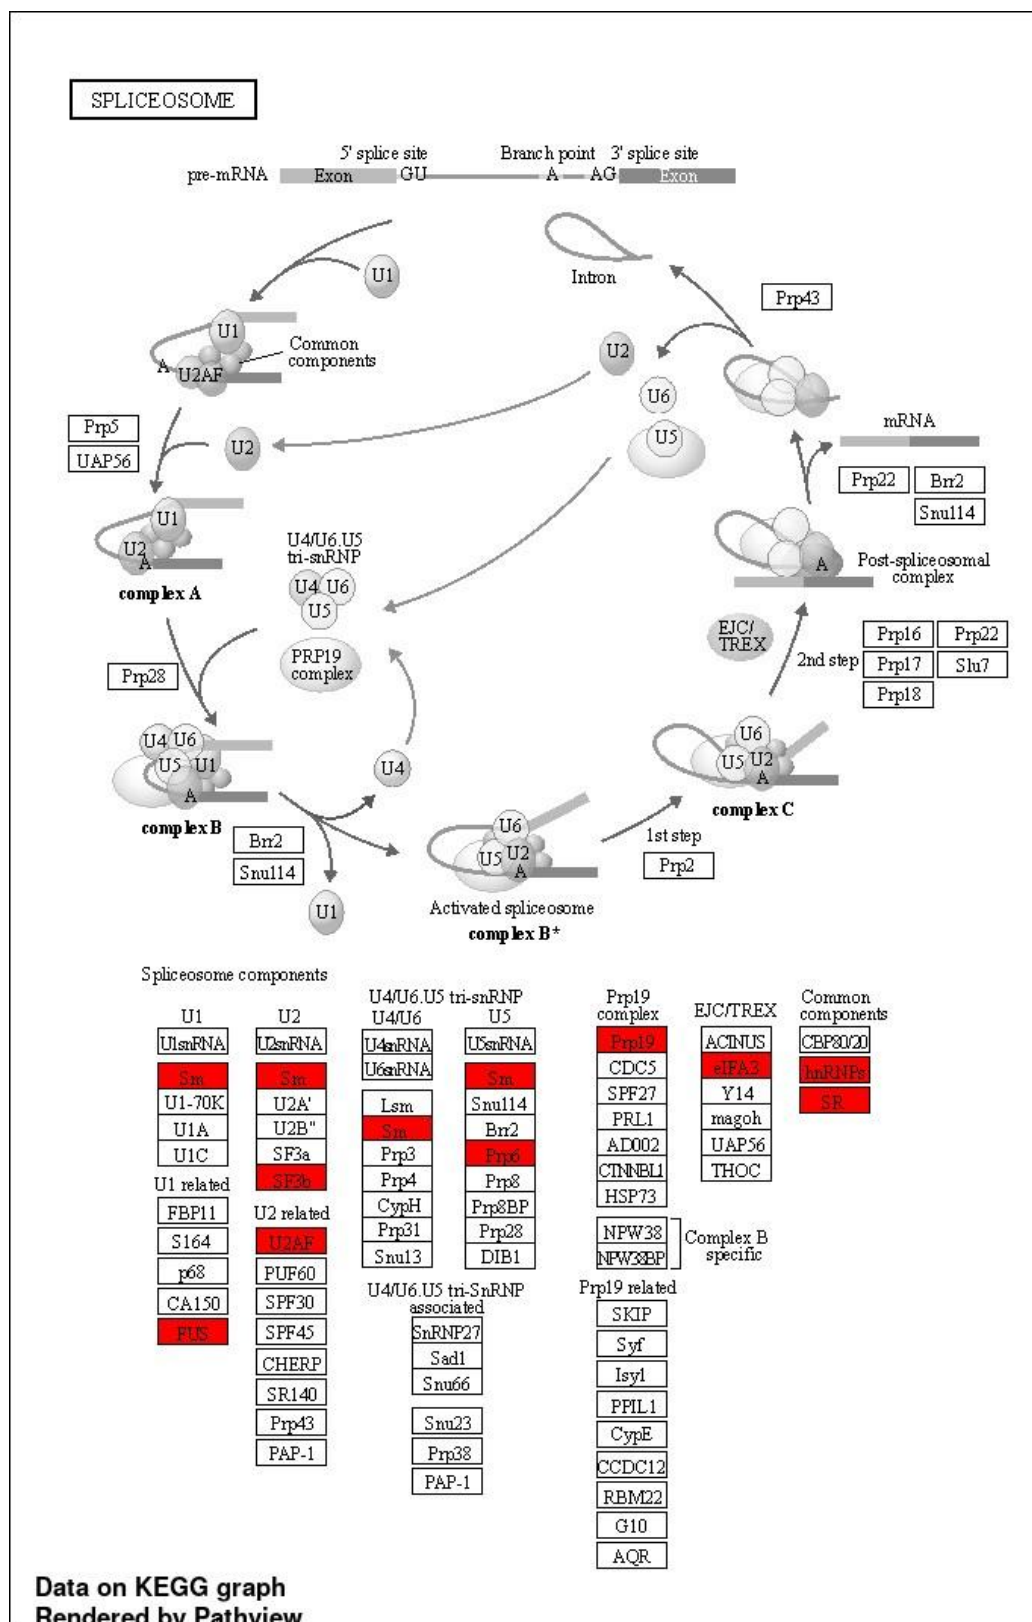 SPLICEOSOME
5' splice site
Branch point
3' splice site
pre-mRNA
Exon
GU
A
AG
Exon
U1
Intron
Prp43
U1
Common
components
A
U2AF
U2
U6
U5
mRNA
Prp5
UAP56
U2
Prp22
Brr2
Snu114
U1
U2
A
complex A
U4/U6.U5
tri-snRNP
U4
U6
U5
PRP19
complex
A
Post-spliceosomal
complex
EJC/
TREX
2nd step
Prp16
Prp22
Prp17
Slu7
Prp18
Prp28
U4
U6
U5
U1
A
complex B
U4
U6
U5
U2
A
complex C
Brr2
Snu114
U1
U6
U5
U2
A
Activated spliceosome
complex B*
1st step
Prp2
Spliceosome components
U1
U1snRNA
Sm
U1-70K
U1A
U1C
U1 related
FBP11
S164
p68
CA150
FUS
U2
U2snRNA
Sm
U2A'
U2B"
SF3a
SF3b
U2 related
U2AF
PUF60
SPF30
SPF45
CHERP
SR140
Prp43
PAP-1
U4/U6.U5 tri-snRNP
U4/U6
U4snRNA
U6snRNA
Lsm
Sm
Prp3
Prp4
CypH
Prp31
Snu13
U5
U5snRNA
Sm
Snu114
Brr2
Prp6
Prp8
Prp8BP
Prp28
DIB1
U4/U6.U5 tri-SnRNP
associated
SnRNP27
Sad1
Snu66
Snu23
Prp38
PAP-1
Prp19
complex
Prp19
CDC5
SPF27
PRL1
AD002
CTNNBL1
HSP73
NPW38
NPW38BP
Complex B
specific
Prp19 related
SKIP
Syf
Isy1
PPIL1
CypE
CCDC12
RBM22
G10
AQR
EJC/TREX
ACINUS
eIFA3
Y14
magoh
UAP56
THOC
Common
components
CBP80/20
hnRNPs
SR
Data on KEGG graph
Rendered by Pathview